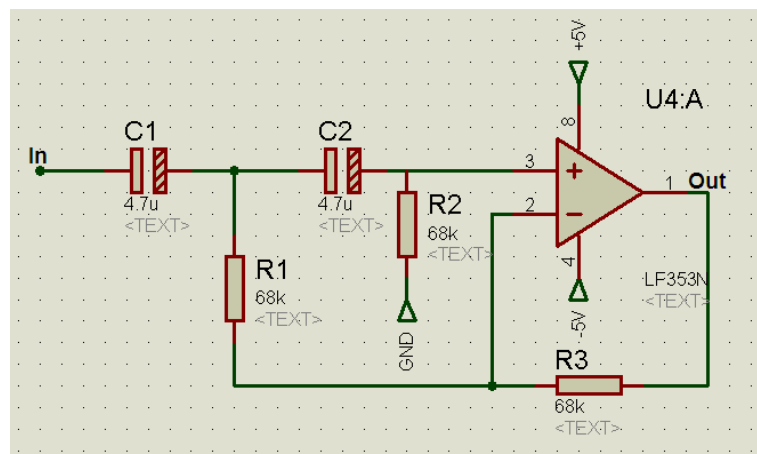 +5V
U4:A
8
C1
C2
In
3
1
Out
4.7u
<TEXT>
4.7u
<TEXT>
R2
68k
<TEXT>
2
4
-5V
LF353N
<TEXT>
R1
68k
<TEXT>
GND
R3
68k
<TEXT>